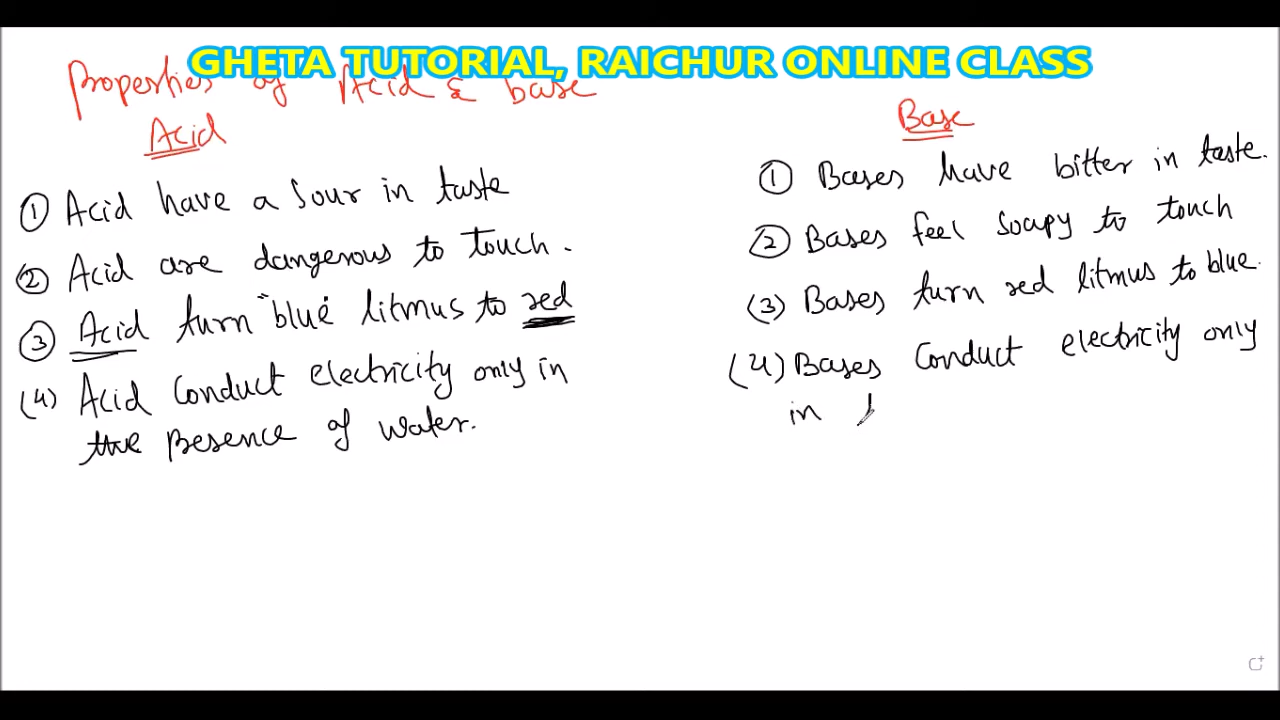 GHETA TUTORIAL, RAICHUR ONLINE CLASS
Properties of Acid & base
Acid
① Acid have a Sour in taste
② Acid are dangerous to touch.
③ Acid turn "blue" litmus to red
(4) Acid Conduct electricity only in
the Presence of water.
Base
① Bases have bitter in taste.
② Bases feel Soapy to touch
(3) Bases turn red litmus to blue.
(4) Bases Conduct electricity only
in